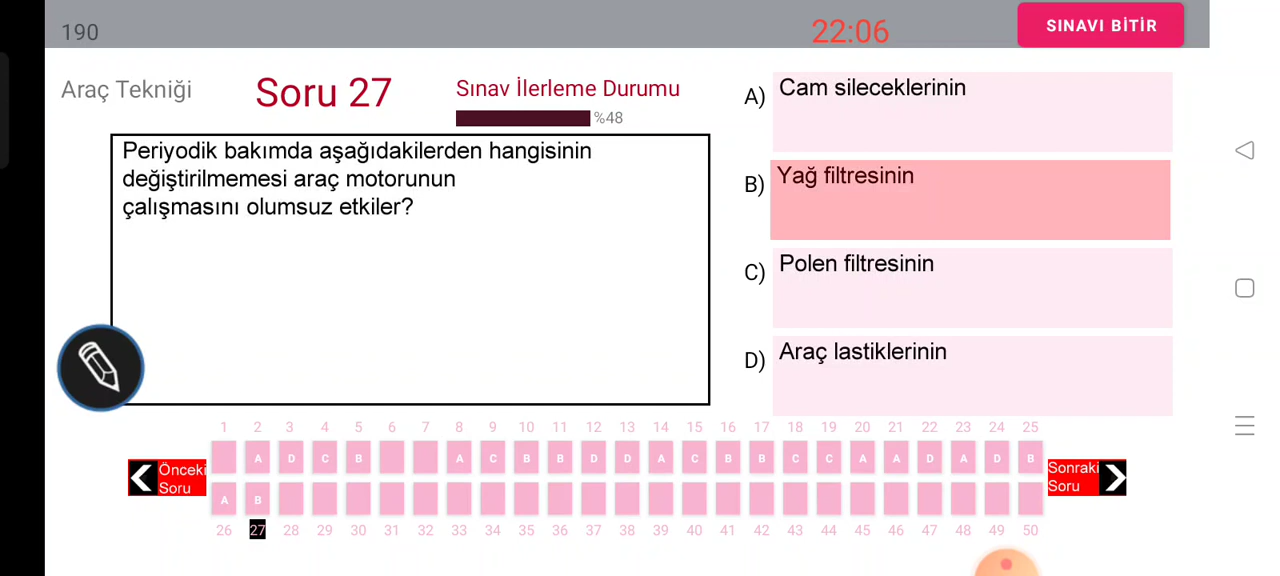 190
22:06
SINAVI BİTİR
Araç Tekniği
Soru 27
Sınav İlerleme Durumu
%48
Periyodik bakımda aşağıdakilerden hangisinin
değiştirilmemesi araç motorunun
çalışmasını olumsuz etkiler?
A) Cam sileceklerinin
B) Yağ filtresinin
C) Polen filtresinin
D) Araç lastiklerinin
1 2 3 4 5 6 7 8 9 10 11 12 13 14 15 16 17 18 19 20 21 22 23 24 25
A D C B A C B B D D A C B B C C A A D A D B
Önceki
Soru
A B
Sonraki
Soru
26 27 28 29 30 31 32 33 34 35 36 37 38 39 40 41 42 43 44 45 46 47 48 49 50